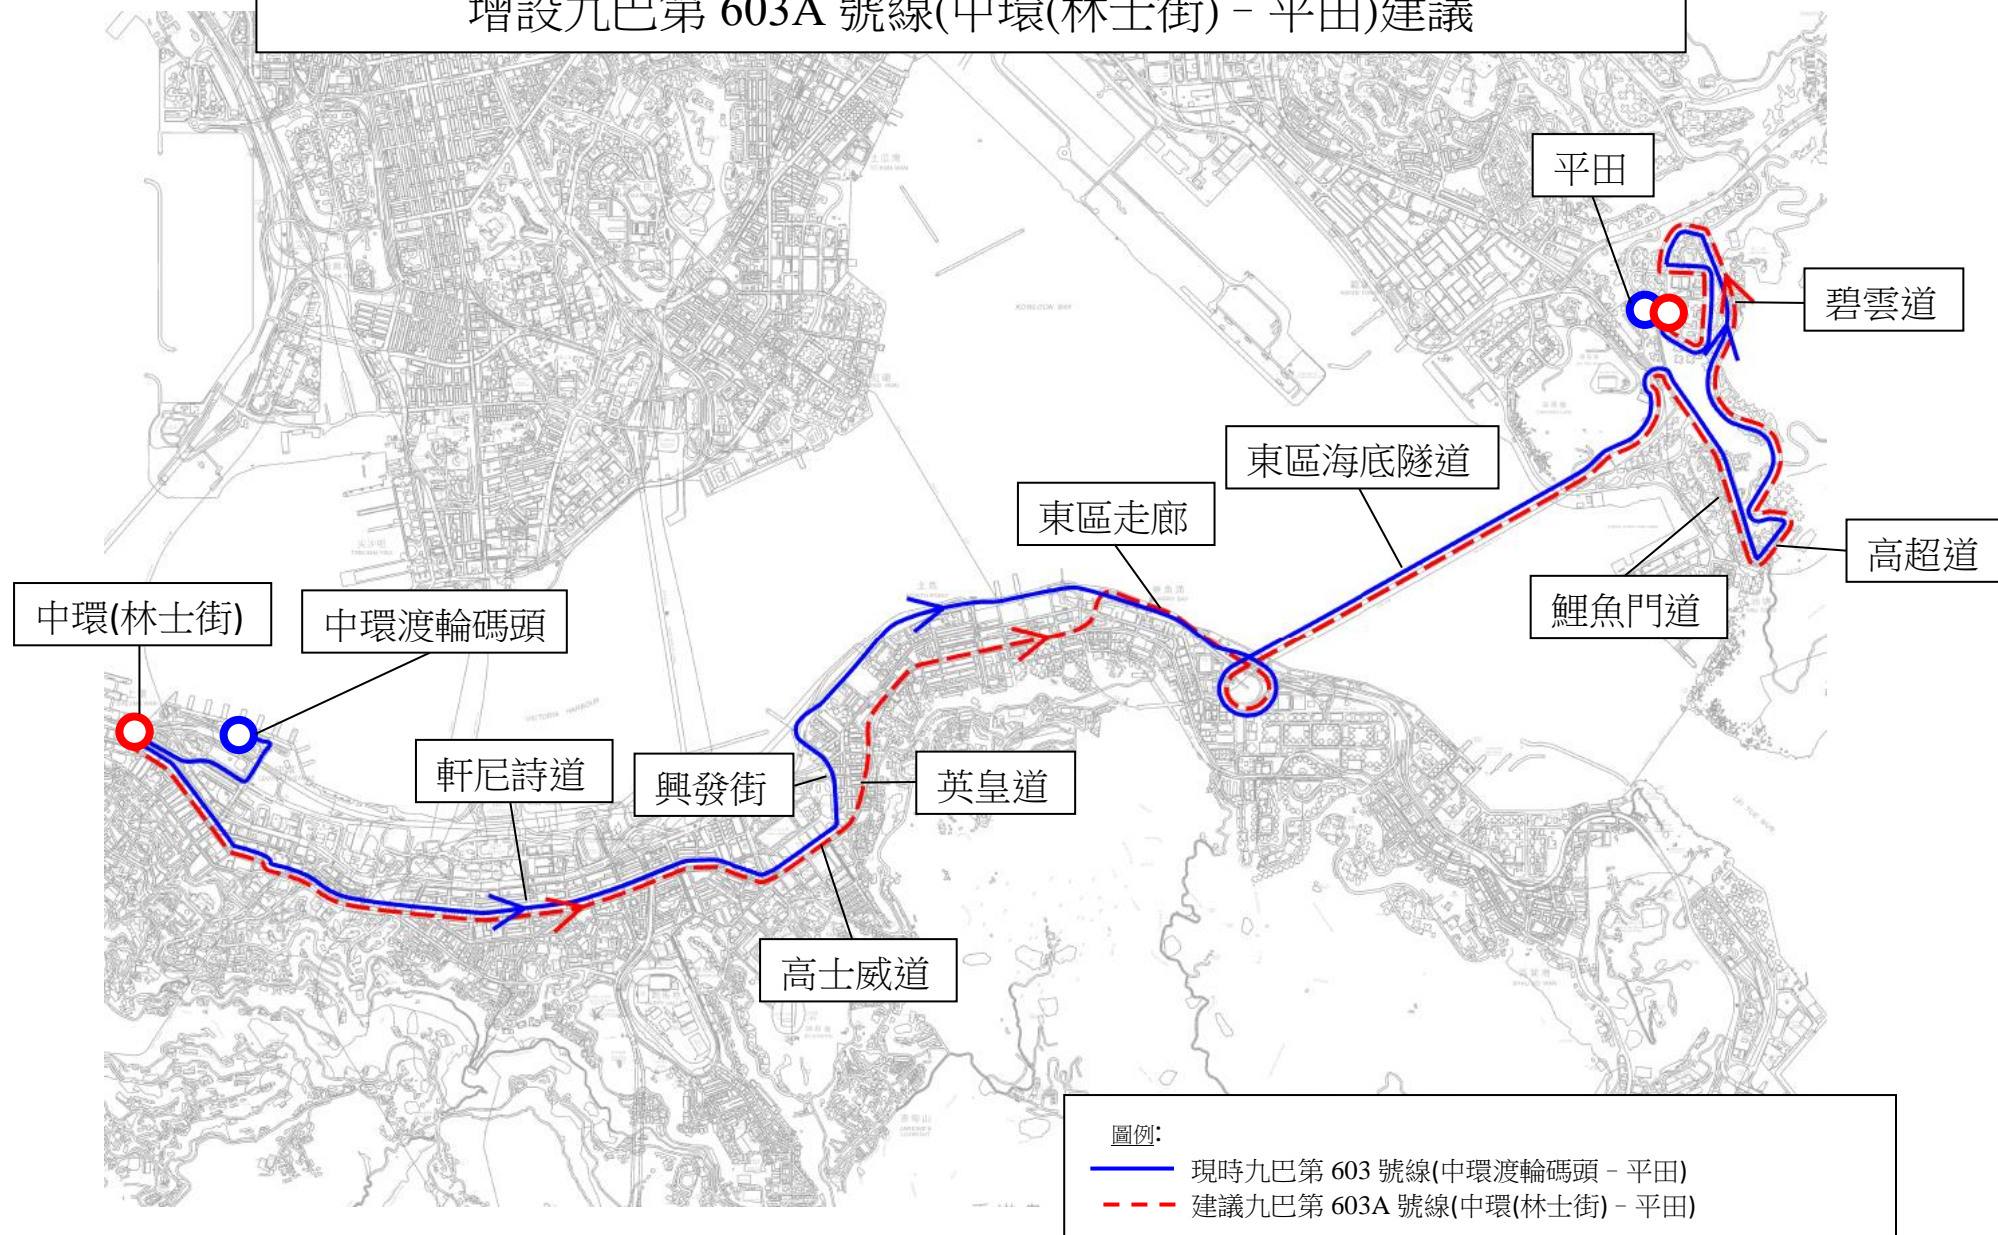 增設九巴第 603A 號線(中環(林士街) - 平田)建議
平田
碧雲道
東區海底隧道
東區走廊
高超道
鯉魚門道
中環(林士街)
中環渡輪碼頭
KOWLOON BAY
VICTORIA HARBOUR
軒尼詩道
興發街
英皇道
高士威道
圖例:
現時九巴第 603 號線(中環渡輪碼頭 - 平田)
建議九巴第 603A 號線(中環(林士街) - 平田)